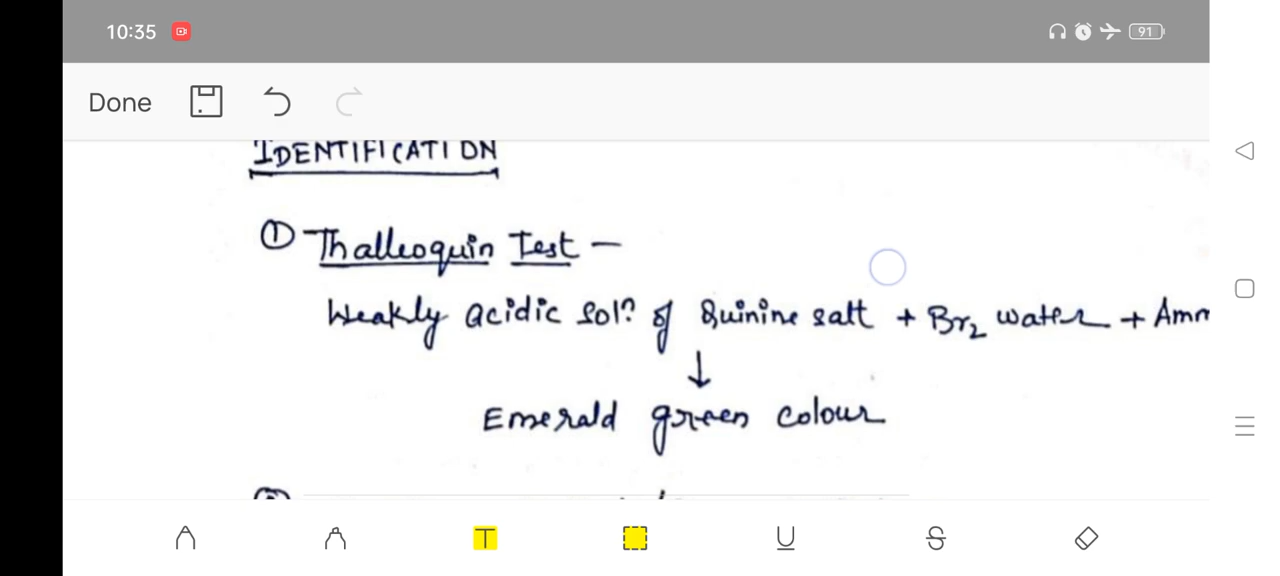 10:35
91
Done
IDENTIFICATION
① Thalleoquin Test —
Weakly acidic Sol? of Quinine salt + Br₂ water + Amm
↓
Emerald green colour
T
U
S